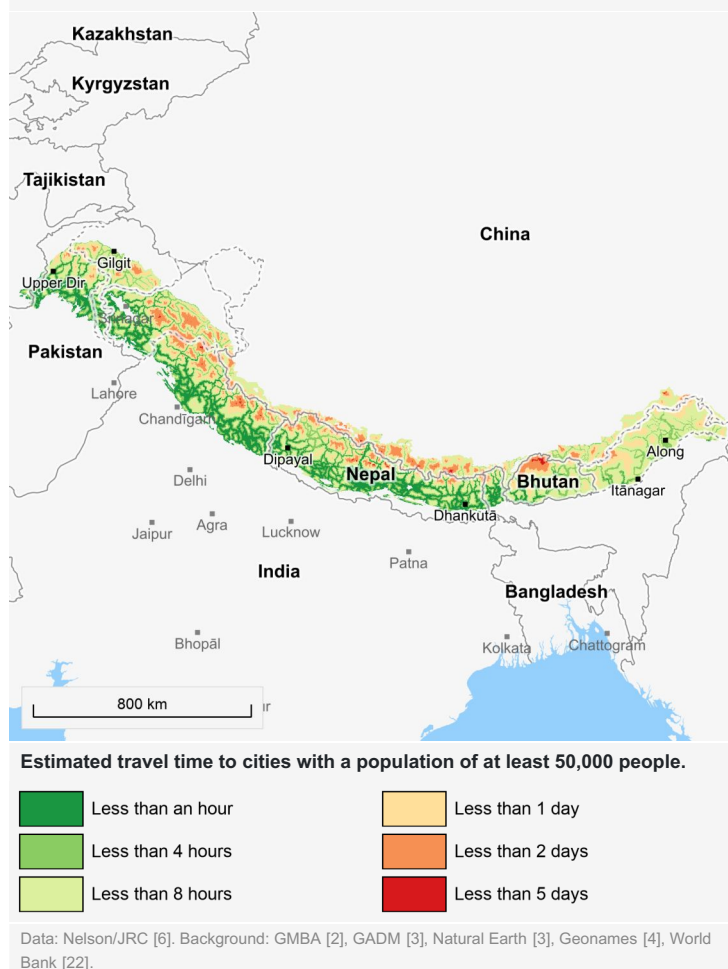 Kazakhstan
Kyrgyzstan
Tajikistan
China
Gilgit
Upper Dir
Srinagar
Pakistan
Lahore
Chandīgarh
Along
Dipayal
Delhi
Nepal
Bhutan
Itānagar
Dhankutā
Jaipur
Agra
Lucknow
Patna
India
Bangladesh
Bhopāl
Kolkata
Chattogram
800 km
Estimated travel time to cities with a population of at least 50,000 people.
Less than an hour
Less than 1 day
Less than 4 hours
Less than 2 days
Less than 8 hours
Less than 5 days
Data: Nelson/JRC [6]. Background: GMBA [2], GADM [3], Natural Earth [3], Geonames [4], World
Bank [22].